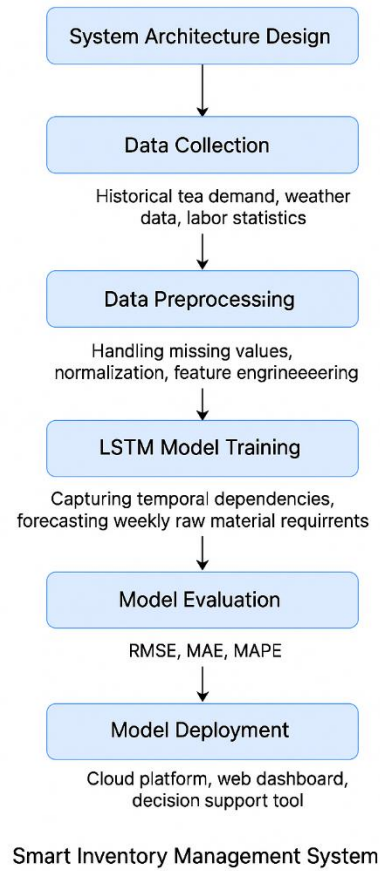 System Architecture Design
Data Collection
Historical tea demand, weather
data, labor statistics
Data Preprocessiing
Handling missing values,
normalization, feature engrineeeering
LSTM Model Training
Capturing temporal dependencies,
forecasting weekly raw material requirrents
Model Evaluation
RMSE, MAE, MAPE
Model Deployment
Cloud platform, web dashboard,
decision support tool
Smart Inventory Management System